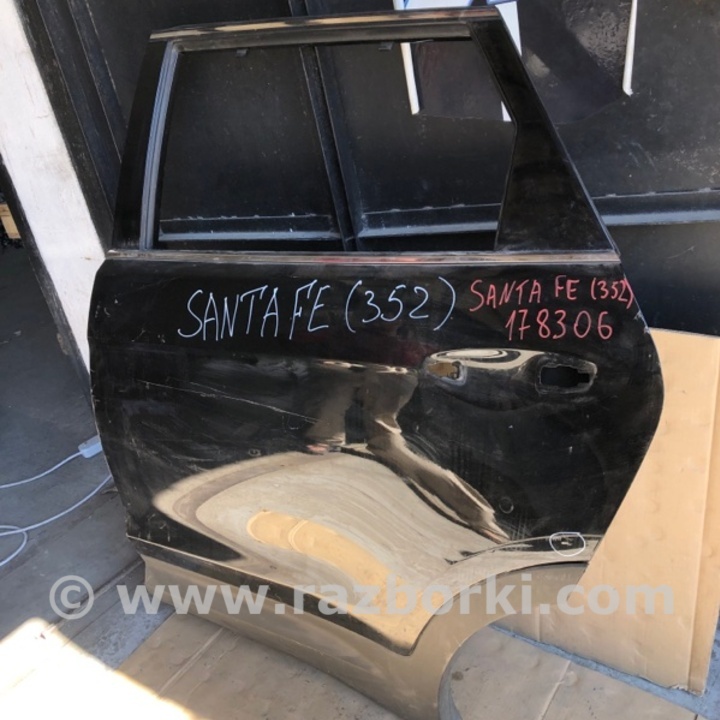 SANTA FE (352)
SANTA FE (352)
178306
© www.razborki.com